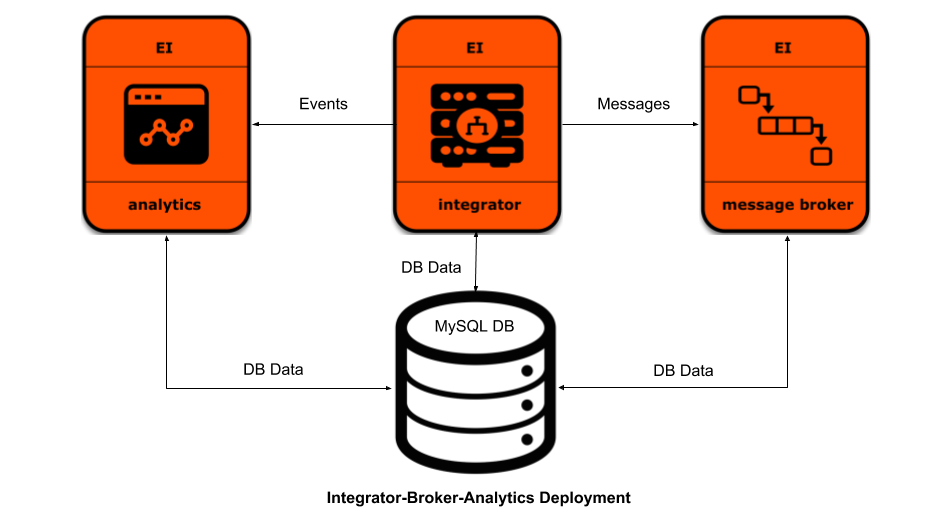 EI
EI
EI
Events
Messages
analytics
integrator
message broker
DB Data
MySQL DB
DB Data
DB Data
Integrator-Broker-Analytics Deployment